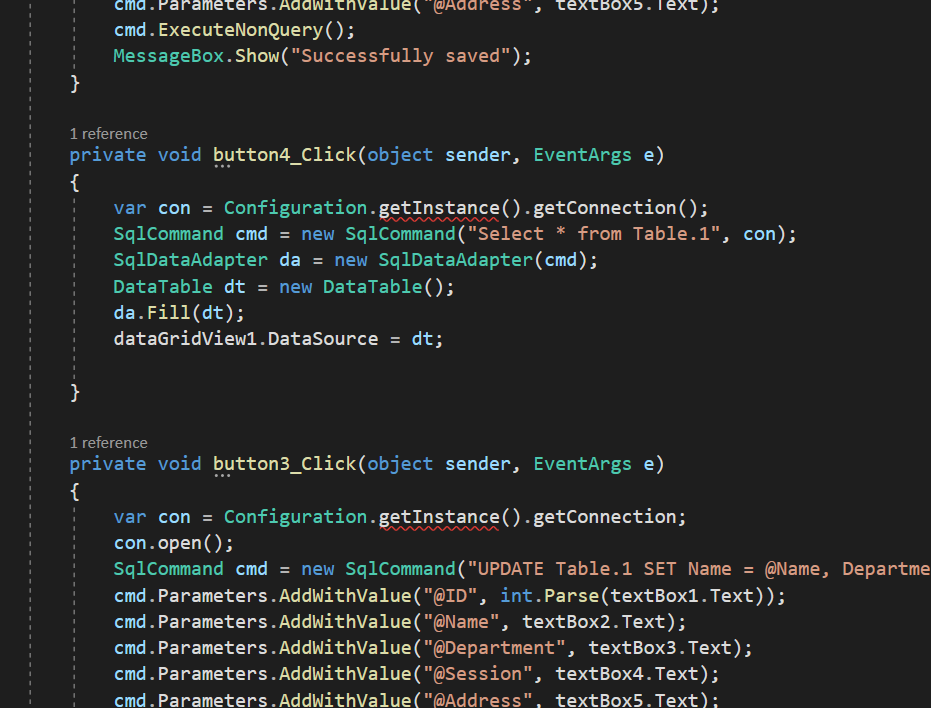 cmd.Parameters.AddWithValue("@Address", textBox5.Text);
cmd.ExecuteNonQuery();
MessageBox.Show("Successfully saved");
}
1 reference
private void button4_Click(object sender, EventArgs e)
{
var con = Configuration.getInstance().getConnection();
SqlCommand cmd = new SqlCommand("Select * from Table.1", con);
SqlDataAdapter da = new SqlDataAdapter(cmd);
DataTable dt = new DataTable();
da.Fill(dt);
dataGridView1.DataSource = dt;
}
1 reference
private void button3_Click(object sender, EventArgs e)
{
var con = Configuration.getInstance().getConnection;
con.open();
SqlCommand cmd = new SqlCommand("UPDATE Table.1 SET Name = @Name, Departme
cmd.Parameters.AddWithValue("@ID", int.Parse(textBox1.Text));
cmd.Parameters.AddWithValue("@Name", textBox2.Text);
cmd.Parameters.AddWithValue("@Department", textBox3.Text);
cmd.Parameters.AddWithValue("@Session", textBox4.Text);
cmd.Parameters.AddWithValue("@Address", textBox5.Text);